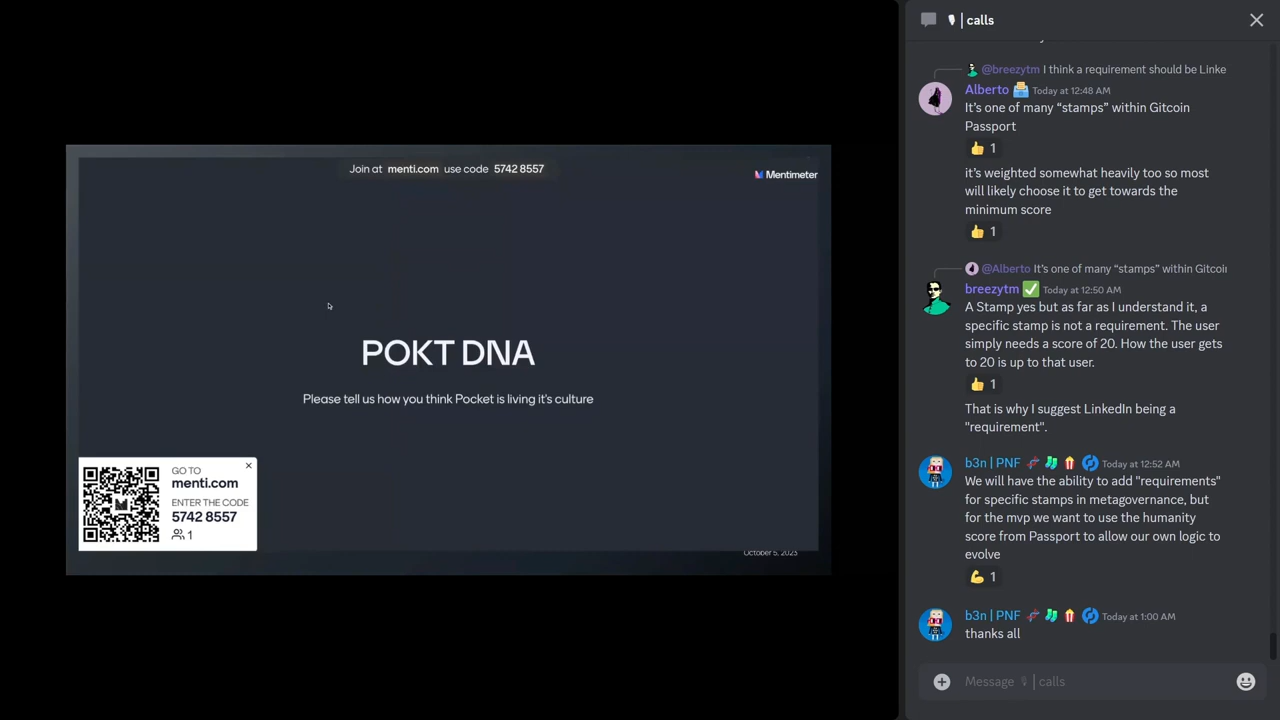 Join at menti.com use code 5742 8557
Mentimeter
POKT DNA
Please tell us how you think Pocket is living it's culture
GO TO
menti.com
ENTER THE CODE
5742 8557
1
October 5, 2023
calls
@breezytm I think a requirement should be Linke
Alberto Today at 12:48 AM
It's one of many “stamps” within Gitcoin
Passport
1
it's weighted somewhat heavily too so most
will likely choose it to get towards the
minimum score
1
@Alberto It's one of many “stamps” within Gitcoi
breezytm Today at 12:50 AM
A Stamp yes but as far as I understand it, a
specific stamp is not a requirement. The user
simply needs a score of 20. How the user gets
to 20 is up to that user.
1
That is why I suggest LinkedIn being a
"requirement".
b3n | PNF Today at 12:52 AM
We will have the ability to add "requirements"
for specific stamps in metagovernance, but
for the mvp we want to use the humanity
score from Passport to allow our own logic to
evolve
1
b3n | PNF Today at 1:00 AM
thanks all
Message | calls